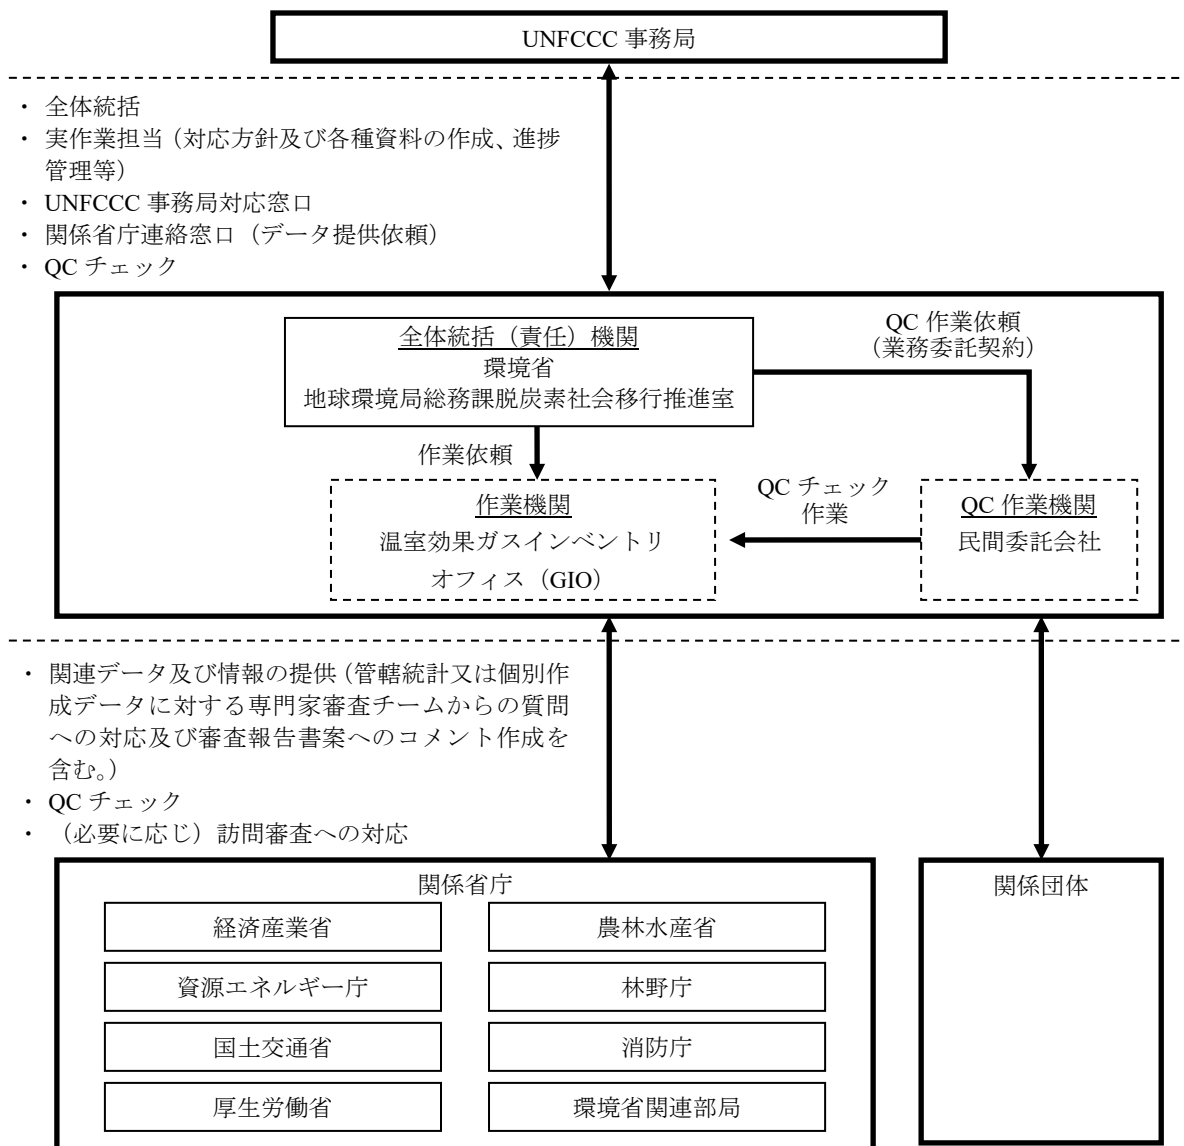 UNFCCC 事務局
・ 全体統括
・ 実作業担当（対応方針及び各種資料の作成、進捗
管理等）
・ UNFCCC 事務局対応窓口
・ 関係省庁連絡窓口（データ提供依頼）
・ QC チェック
全体統括（責任）機関
環境省
地球環境局総務課脱炭素社会移行推進室
QC 作業依頼
（業務委託契約）
作業依頼
作業機関
温室効果ガスインベントリ
オフィス（GIO）
QC チェック
作業
QC 作業機関
民間委託会社
・ 関連データ及び情報の提供（管轄統計又は個別作
成データに対する専門家審査チームからの質問
への対応及び審査報告書案へのコメント作成を
含む。）
・ QC チェック
・ （必要に応じ）訪問審査への対応
関係省庁
経済産業省
農林水産省
資源エネルギー庁
林野庁
国土交通省
消防庁
厚生労働省
環境省関連部局
関係団体